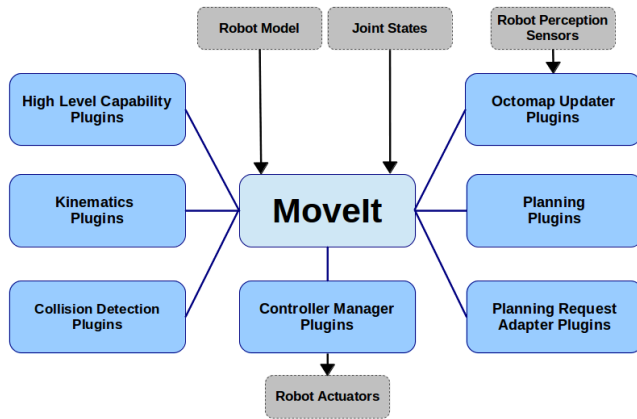 Robot Model
Joint States
Robot Perception
Sensors
High Level Capability
Plugins
Octomap Updater
Plugins
Kinematics
Plugins
MoveIt
Planning
Plugins
Collision Detection
Plugins
Controller Manager
Plugins
Planning Request
Adapter Plugins
Robot Actuators